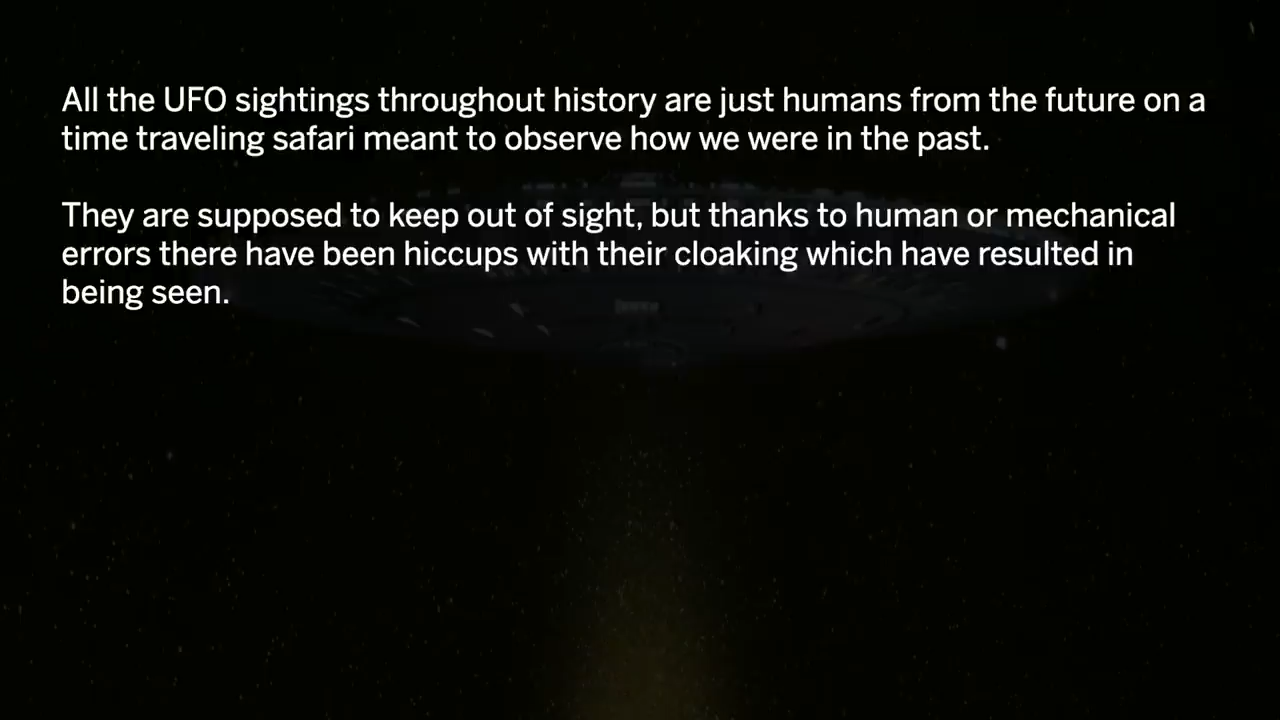 All the UFO sightings throughout history are just humans from the future on a
time traveling safari meant to observe how we were in the past.
They are supposed to keep out of sight, but thanks to human or mechanical
errors there have been hiccups with their cloaking which have resulted in
being seen.